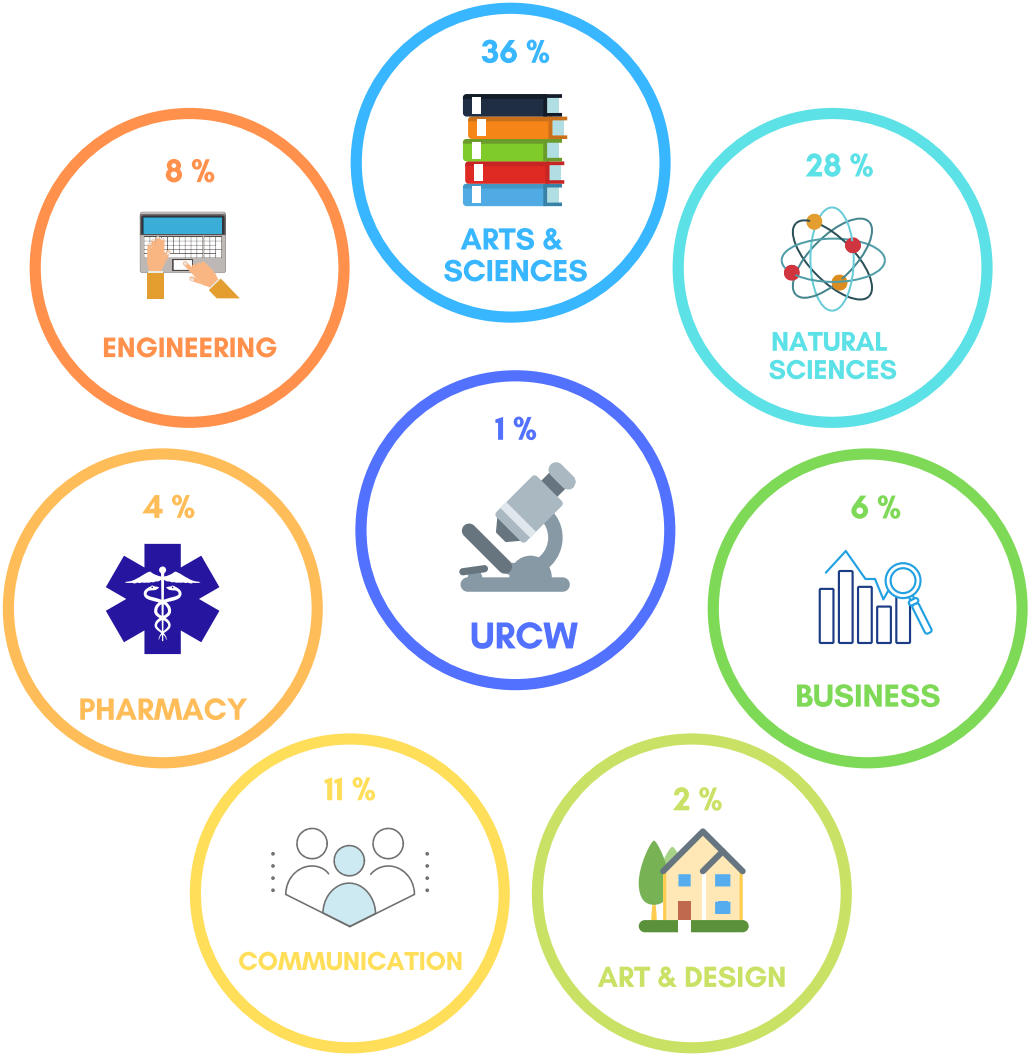 36 %
ARTS &
SCIENCES
8 %
ENGINEERING
28 %
NATURAL
SCIENCES
1 %
URCW
4 %
PHARMACY
6 %
BUSINESS
11 %
COMMUNICATION
2 %
ART & DESIGN